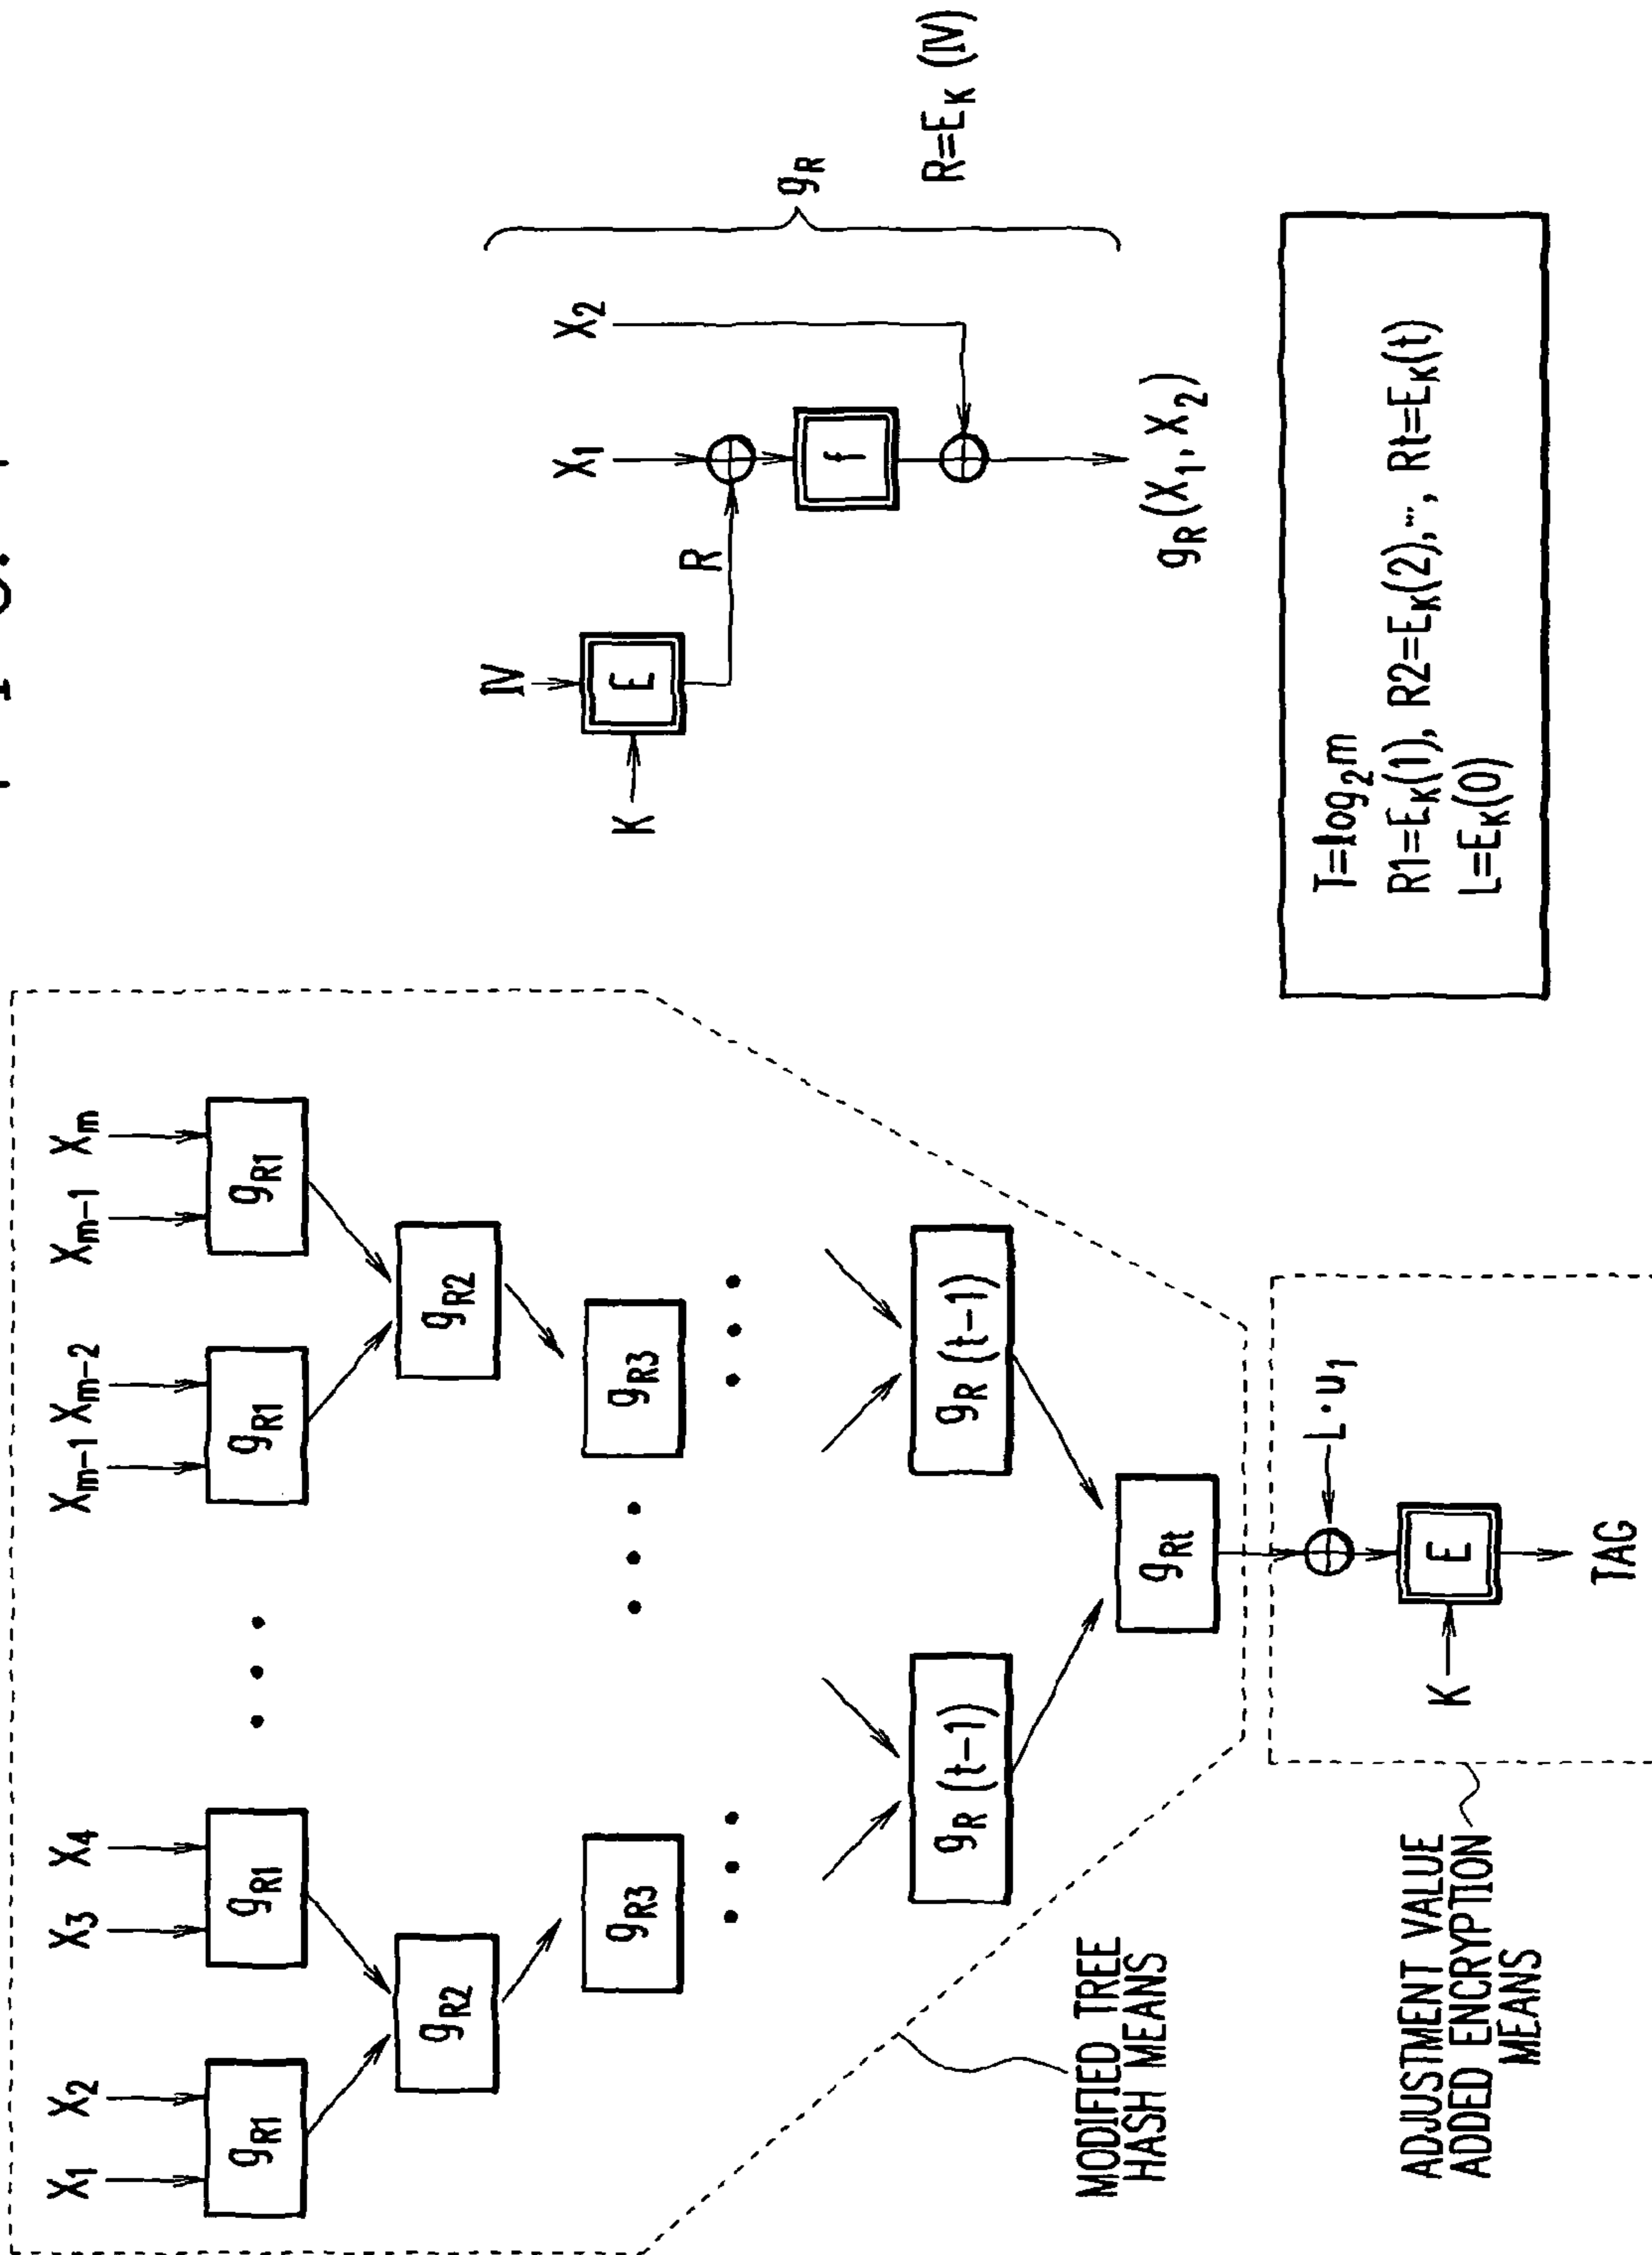 X1 X2 X3 X4 Xm-1 Xm-2 Xm-1 Xm
gR1 gR1 gR1 gR1
gR2 gR2
gR3 gR3
gR (t-1) gR (t-1)
gRt
MODIFIED TREE
HASH MEANS
L·u1
K
E
TAG
ADJUSTMENT VALUE
ADDED ENCRYPTION
MEANS
IV
X1 X2
K
E
R
f
gR
gR (X1, X2)
R=EK (IV)
T=log2m
R1=EK(1), R2=EK(2),..., Rt=EK(t)
L=EK(0)